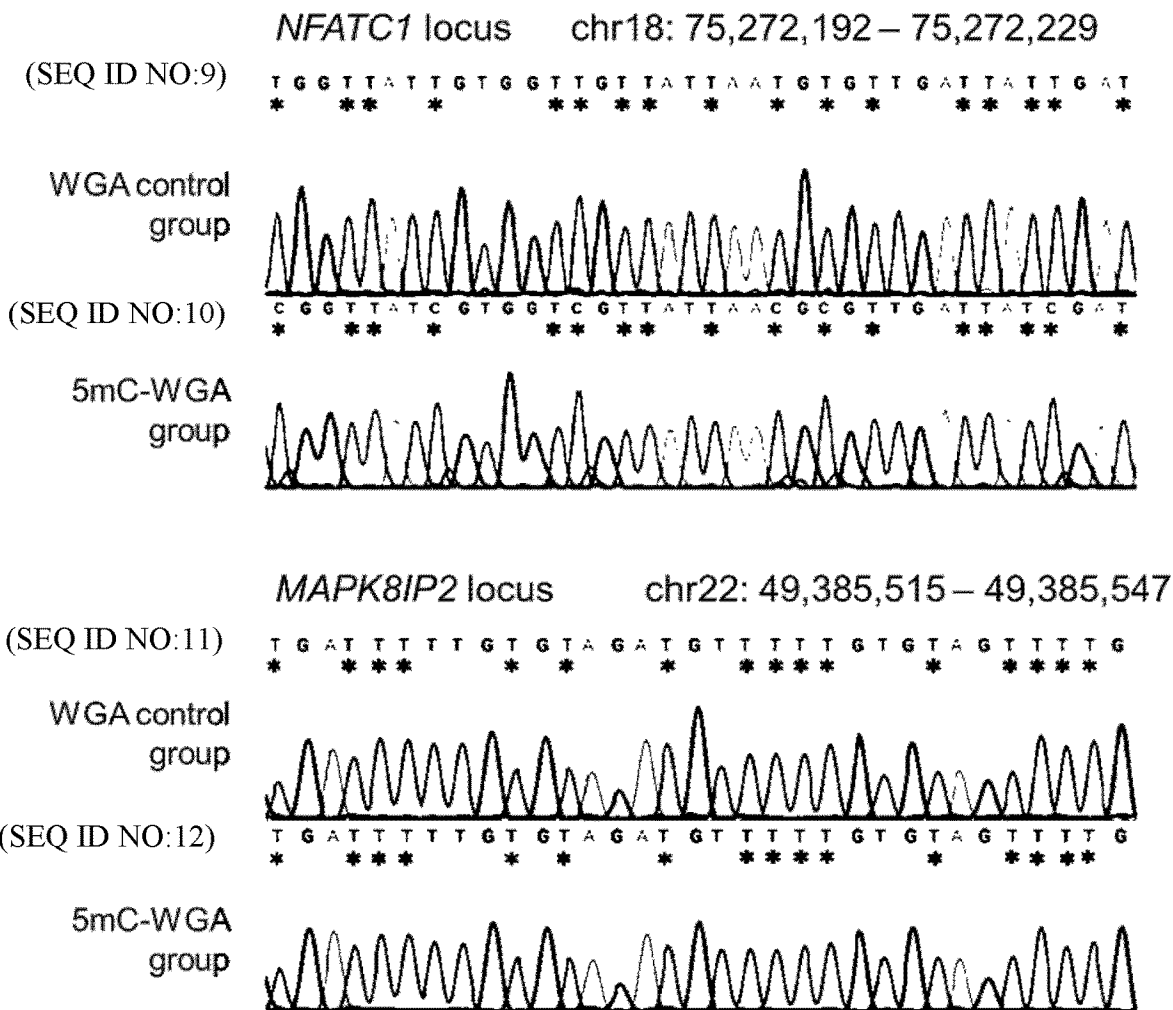 NFATC1 locus chr18: 75,272,192 – 75,272,229
(SEQ ID NO:9) T G G T T A T T G T G G T T G T T A T T A A T G T G T T G A T T A T T G A T
* * * * * * * * * * * * * * * * *
WGA control
group
(SEQ ID NO:10) C G G T T A T C G T G G T C G T T A T T A A C G C G T T G A T T A T C G A T
* * * * * * * * * * * * * * * * *
5mC-WGA
group
MAPK8IP2 locus chr22: 49,385,515 – 49,385,547
(SEQ ID NO:11) T G A T T T T T G T G T A G A T G T T T T T G T G T A G T T T T G
* * * * * * * * * * * * * * * *
WGA control
group
(SEQ ID NO:12) T G A T T T T T G T G T A G A T G T T T T T G T G T A G T T T T G
* * * * * * * * * * * * * * * *
5mC-WGA
group